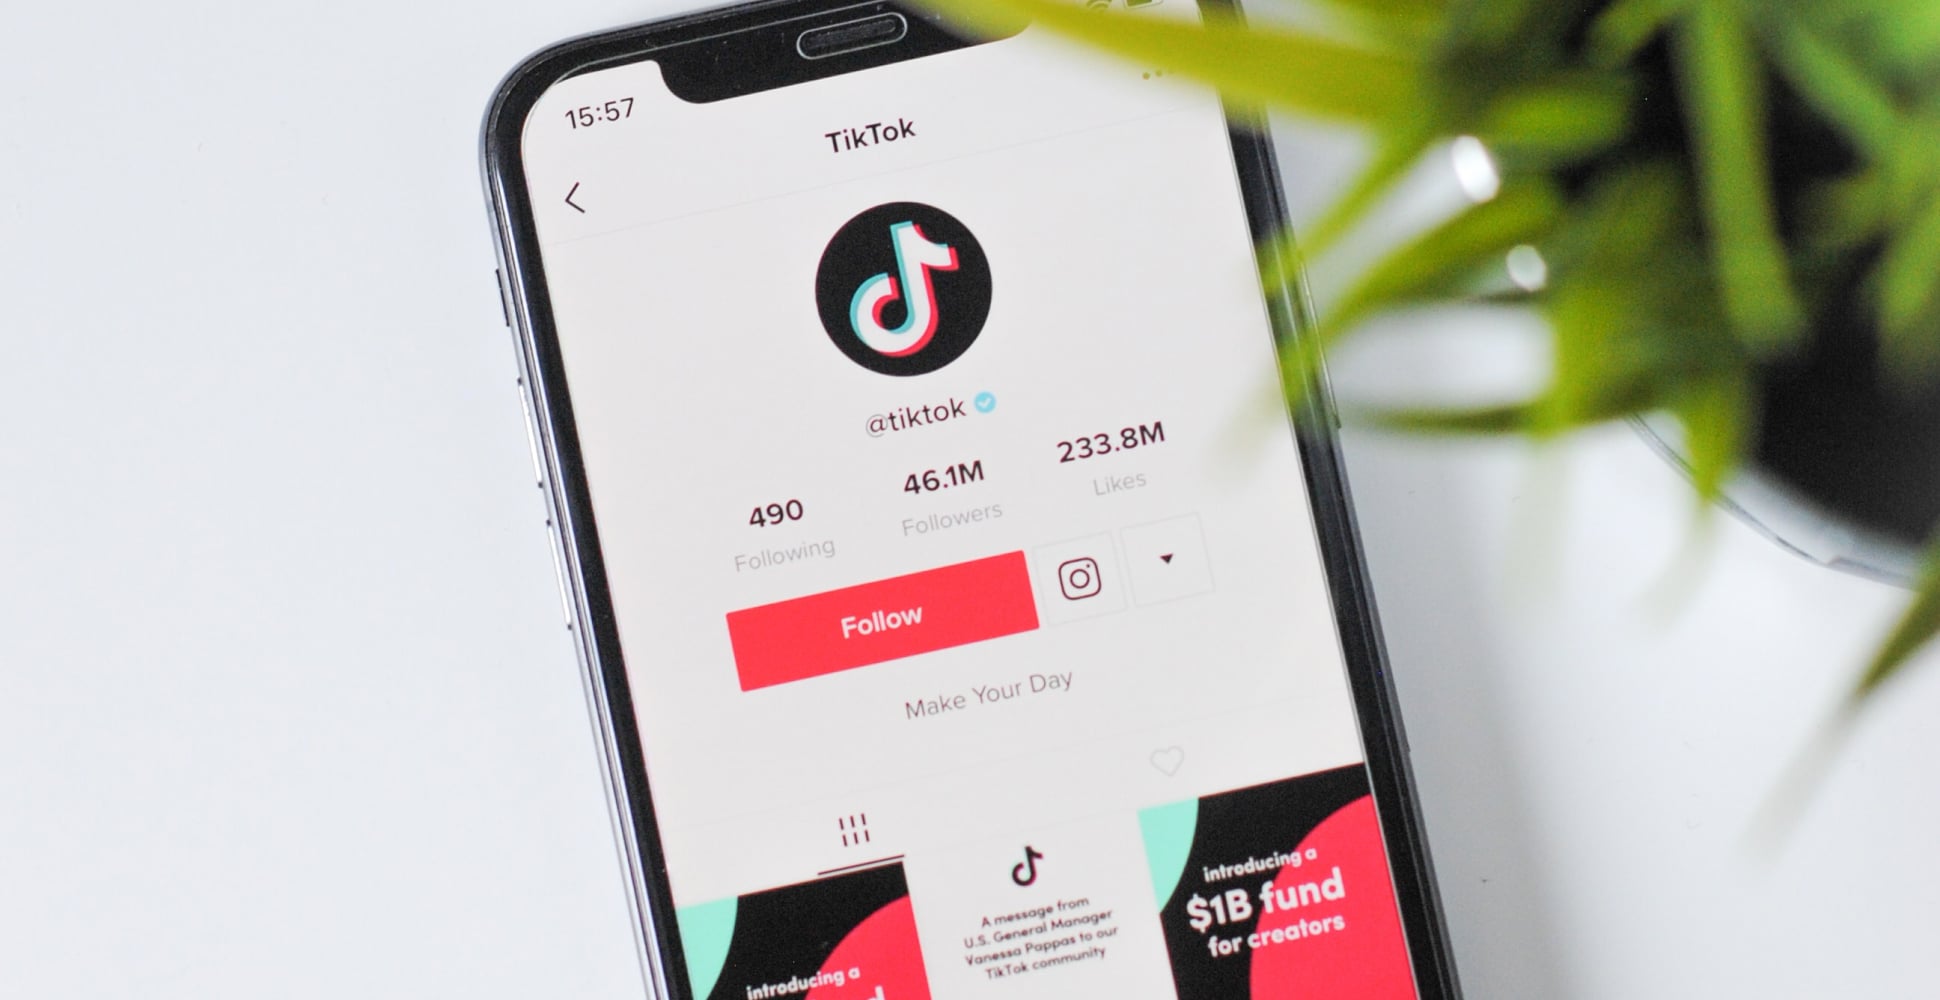 15:57
TikTok
@tiktok
490
Following
46.1M
Followers
233.8M
Likes
Follow
Make Your Day
introducing a
A message from
U.S. General Manager
Vanessa Pappas to our
TikTok community
introducing a
$1B fund
for creators